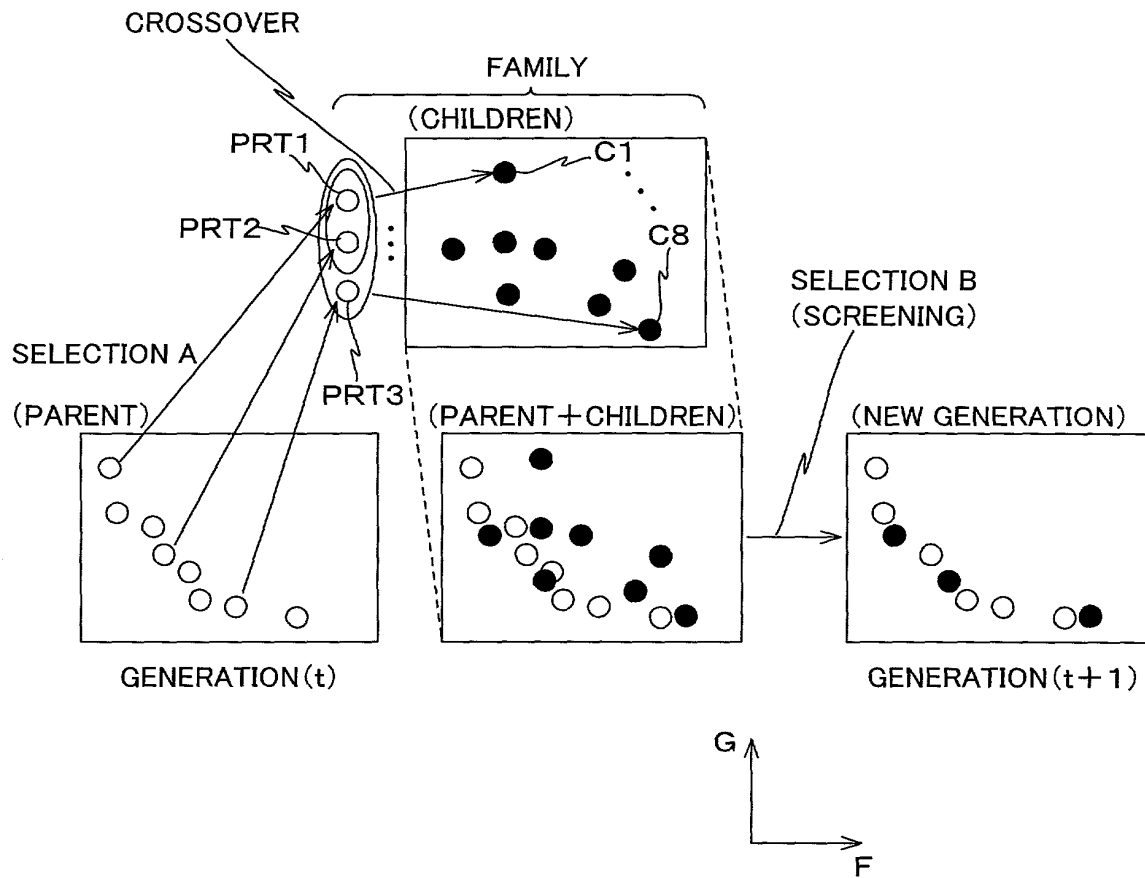 CROSSOVER
FAMILY
(CHILDREN)
PRT1
C1
PRT2
C8
SELECTION B
(SCREENING)
SELECTION A
PRT3
(PARENT)
(PARENT+CHILDREN)
(NEW GENERATION)
GENERATION(t)
GENERATION(t+1)
G
F